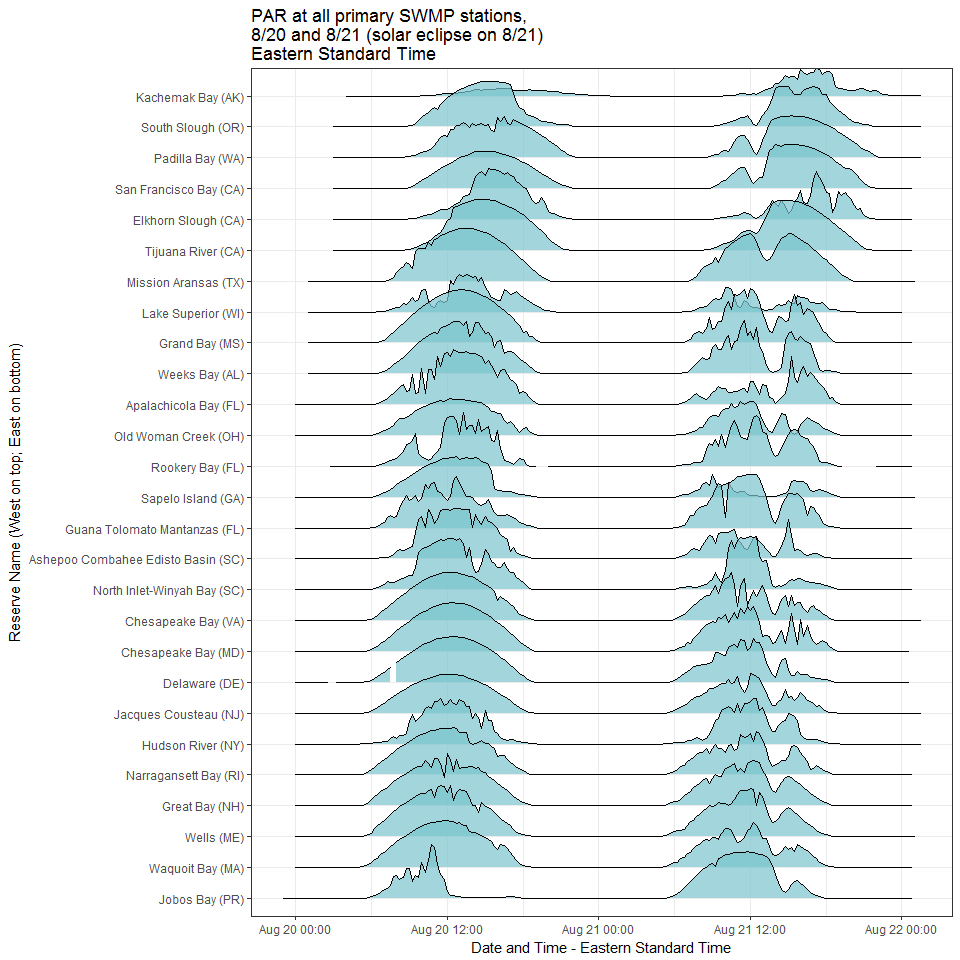 PAR at all primary SWMP stations,
8/20 and 8/21 (solar eclipse on 8/21)
Eastern Standard Time
Reserve Name (West on top; East on bottom)
Kachemak Bay (AK)
South Slough (OR)
Padilla Bay (WA)
San Francisco Bay (CA)
Elkhorn Slough (CA)
Tijuana River (CA)
Mission Aransas (TX)
Lake Superior (WI)
Grand Bay (MS)
Weeks Bay (AL)
Apalachicola Bay (FL)
Old Woman Creek (OH)
Rookery Bay (FL)
Sapelo Island (GA)
Guana Tolomato Mantanzas (FL)
Ashepoo Combahee Edisto Basin (SC)
North Inlet-Winyah Bay (SC)
Chesapeake Bay (VA)
Chesapeake Bay (MD)
Delaware (DE)
Jacques Cousteau (NJ)
Hudson River (NY)
Narragansett Bay (RI)
Great Bay (NH)
Wells (ME)
Waquoit Bay (MA)
Jobos Bay (PR)
Aug 20 00:00
Aug 20 12:00
Aug 21 00:00
Aug 21 12:00
Aug 22 00:00
Date and Time - Eastern Standard Time